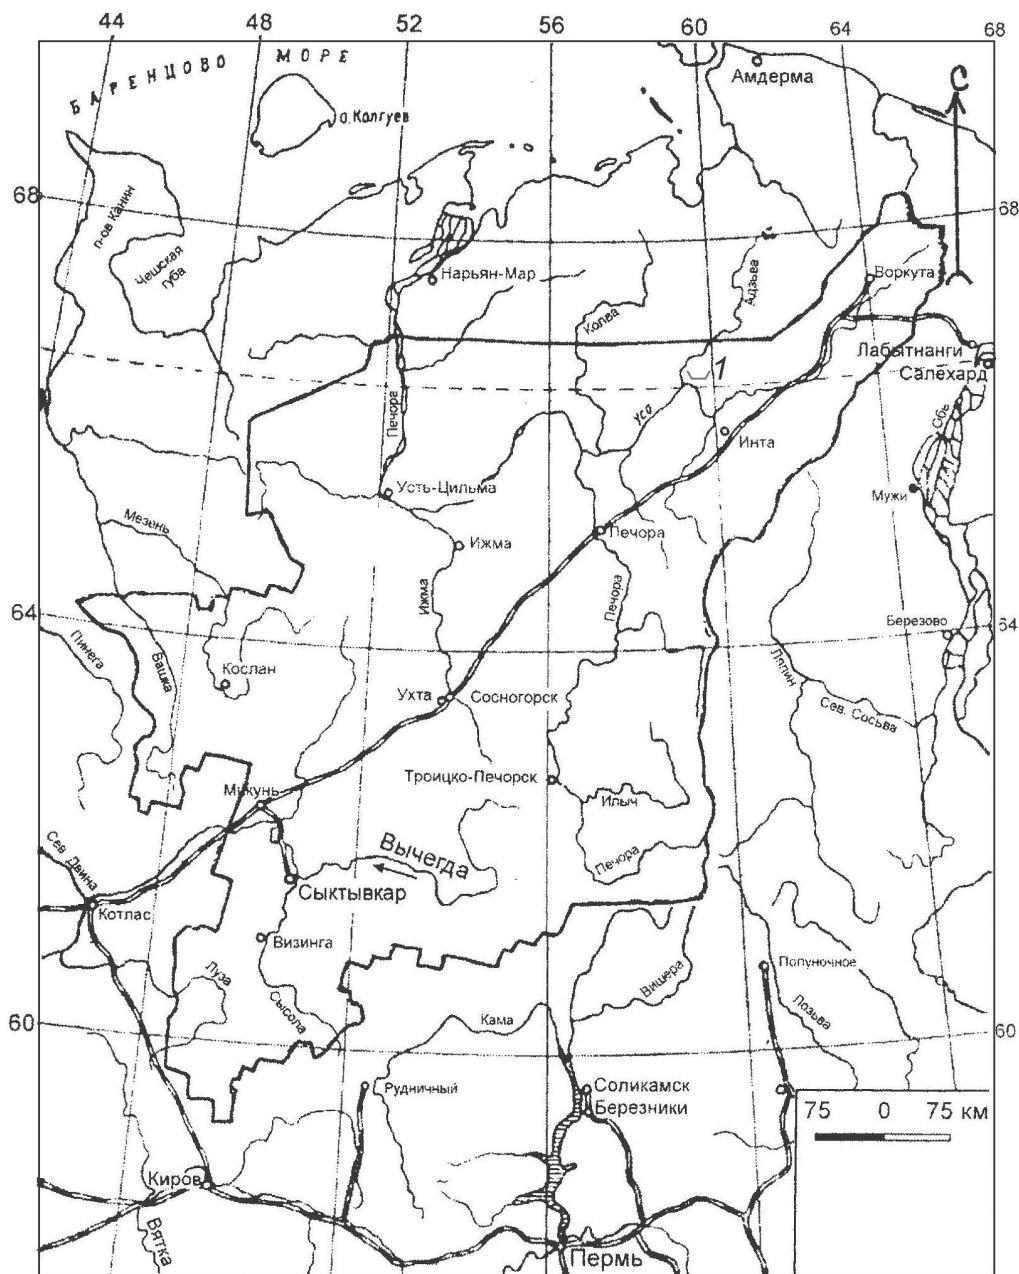 44 48 52 56 60 64 68
БАРЕНЦОВО МОРЕ
С
Амдерма
о.Колгуев
68
68
п-ов Канин
Чешская
губа
Нарьян-Мар
Адзьва
Воркута
Колва
Лабытнанги
Салехард
1
Печора
Уса
Обь
Инта
Усть-Цильма
Мужи
Мезень
Печора
Ижма
Ижма
Печора
64
64
Березово
Пинега
Вашка
Кослан
Ляпин
Ухта
Сосногорск
Сев. Сосьва
Троицко-Печорск
Микунь
Илыч
Сев. Двина
Вычегда
Печора
Сыктывкар
Котлас
Визинга
Луза
Вишера
Полуночное
Сысола
Лозьва
60
Кама
60
Рудничный
Соликамск
Березники
75 0 75 км
Киров
Вятка
Пермь